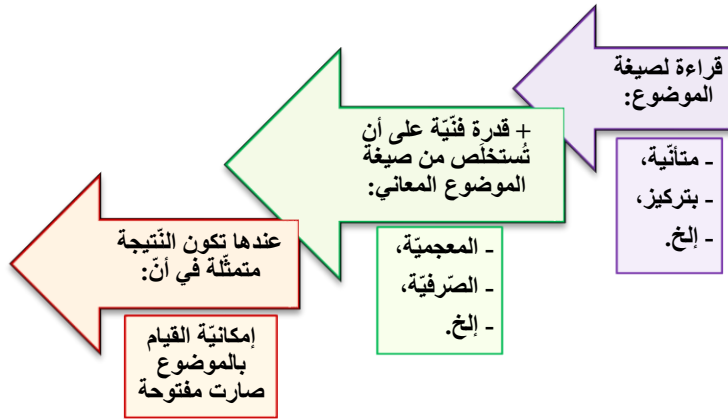 قراءة لصيغة
الموضوع:
- متأنّية،
- بتركيز،
- إلخ.
+ قدرة فنّيّة على أن
تُستخلَص من صيغة
الموضوع المعاني:
- المعجميّة،
- الصّرفيّة،
- إلخ.
عندها تكون النّتيجة
متمثّلة في أنّ:
إمكانيّة القيام
بالموضوع
صارت مفتوحة